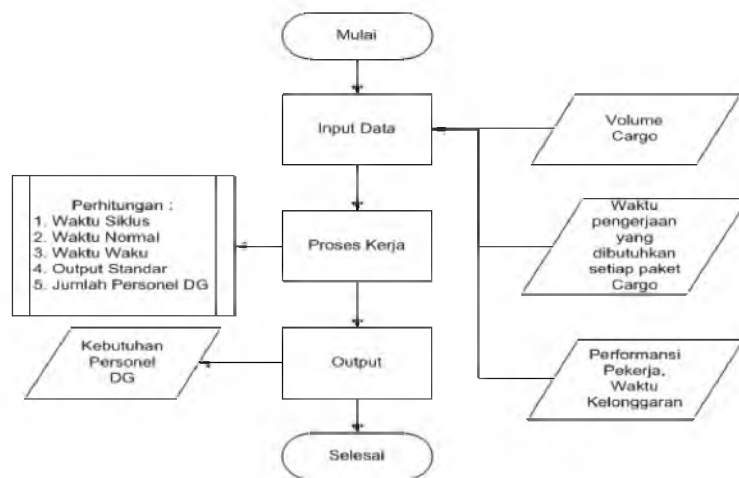 Mulai
Input Data
Volume
Cargo
Perhitungan :
1. Waktu Siklus
2. Waktu Normal
3. Waktu Waku
4. Output Standar
5. Jumlah Personel DG
Proses Kerja
Waktu
pengerjaan
yang
dibutuhkan
setiap paket
Cargo
Kebutuhan
Personel
DG
Output
Performansi
Pekerja,
Waktu
Kelonggaran
Selesai